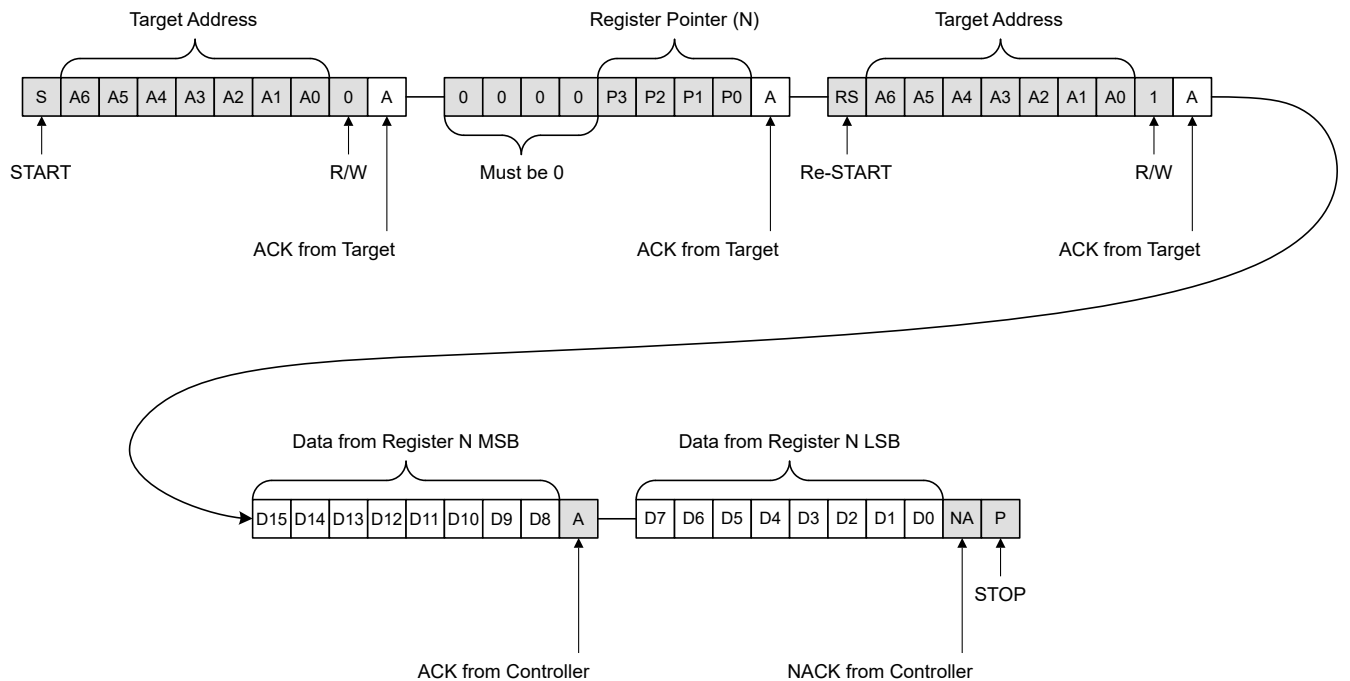 Target Address Register Pointer (N) Target Address
S A6 A5 A4 A3 A2 A1 A0 0 A 0 0 0 0 P3 P2 P1 P0 A RS A6 A5 A4 A3 A2 A1 A0 1 A
START R/W Must be 0 Re-START R/W
ACK from Target ACK from Target ACK from Target
Data from Register N MSB Data from Register N LSB
D15 D14 D13 D12 D11 D10 D9 D8 A D7 D6 D5 D4 D3 D2 D1 D0 NA P
STOP
ACK from Controller NACK from Controller